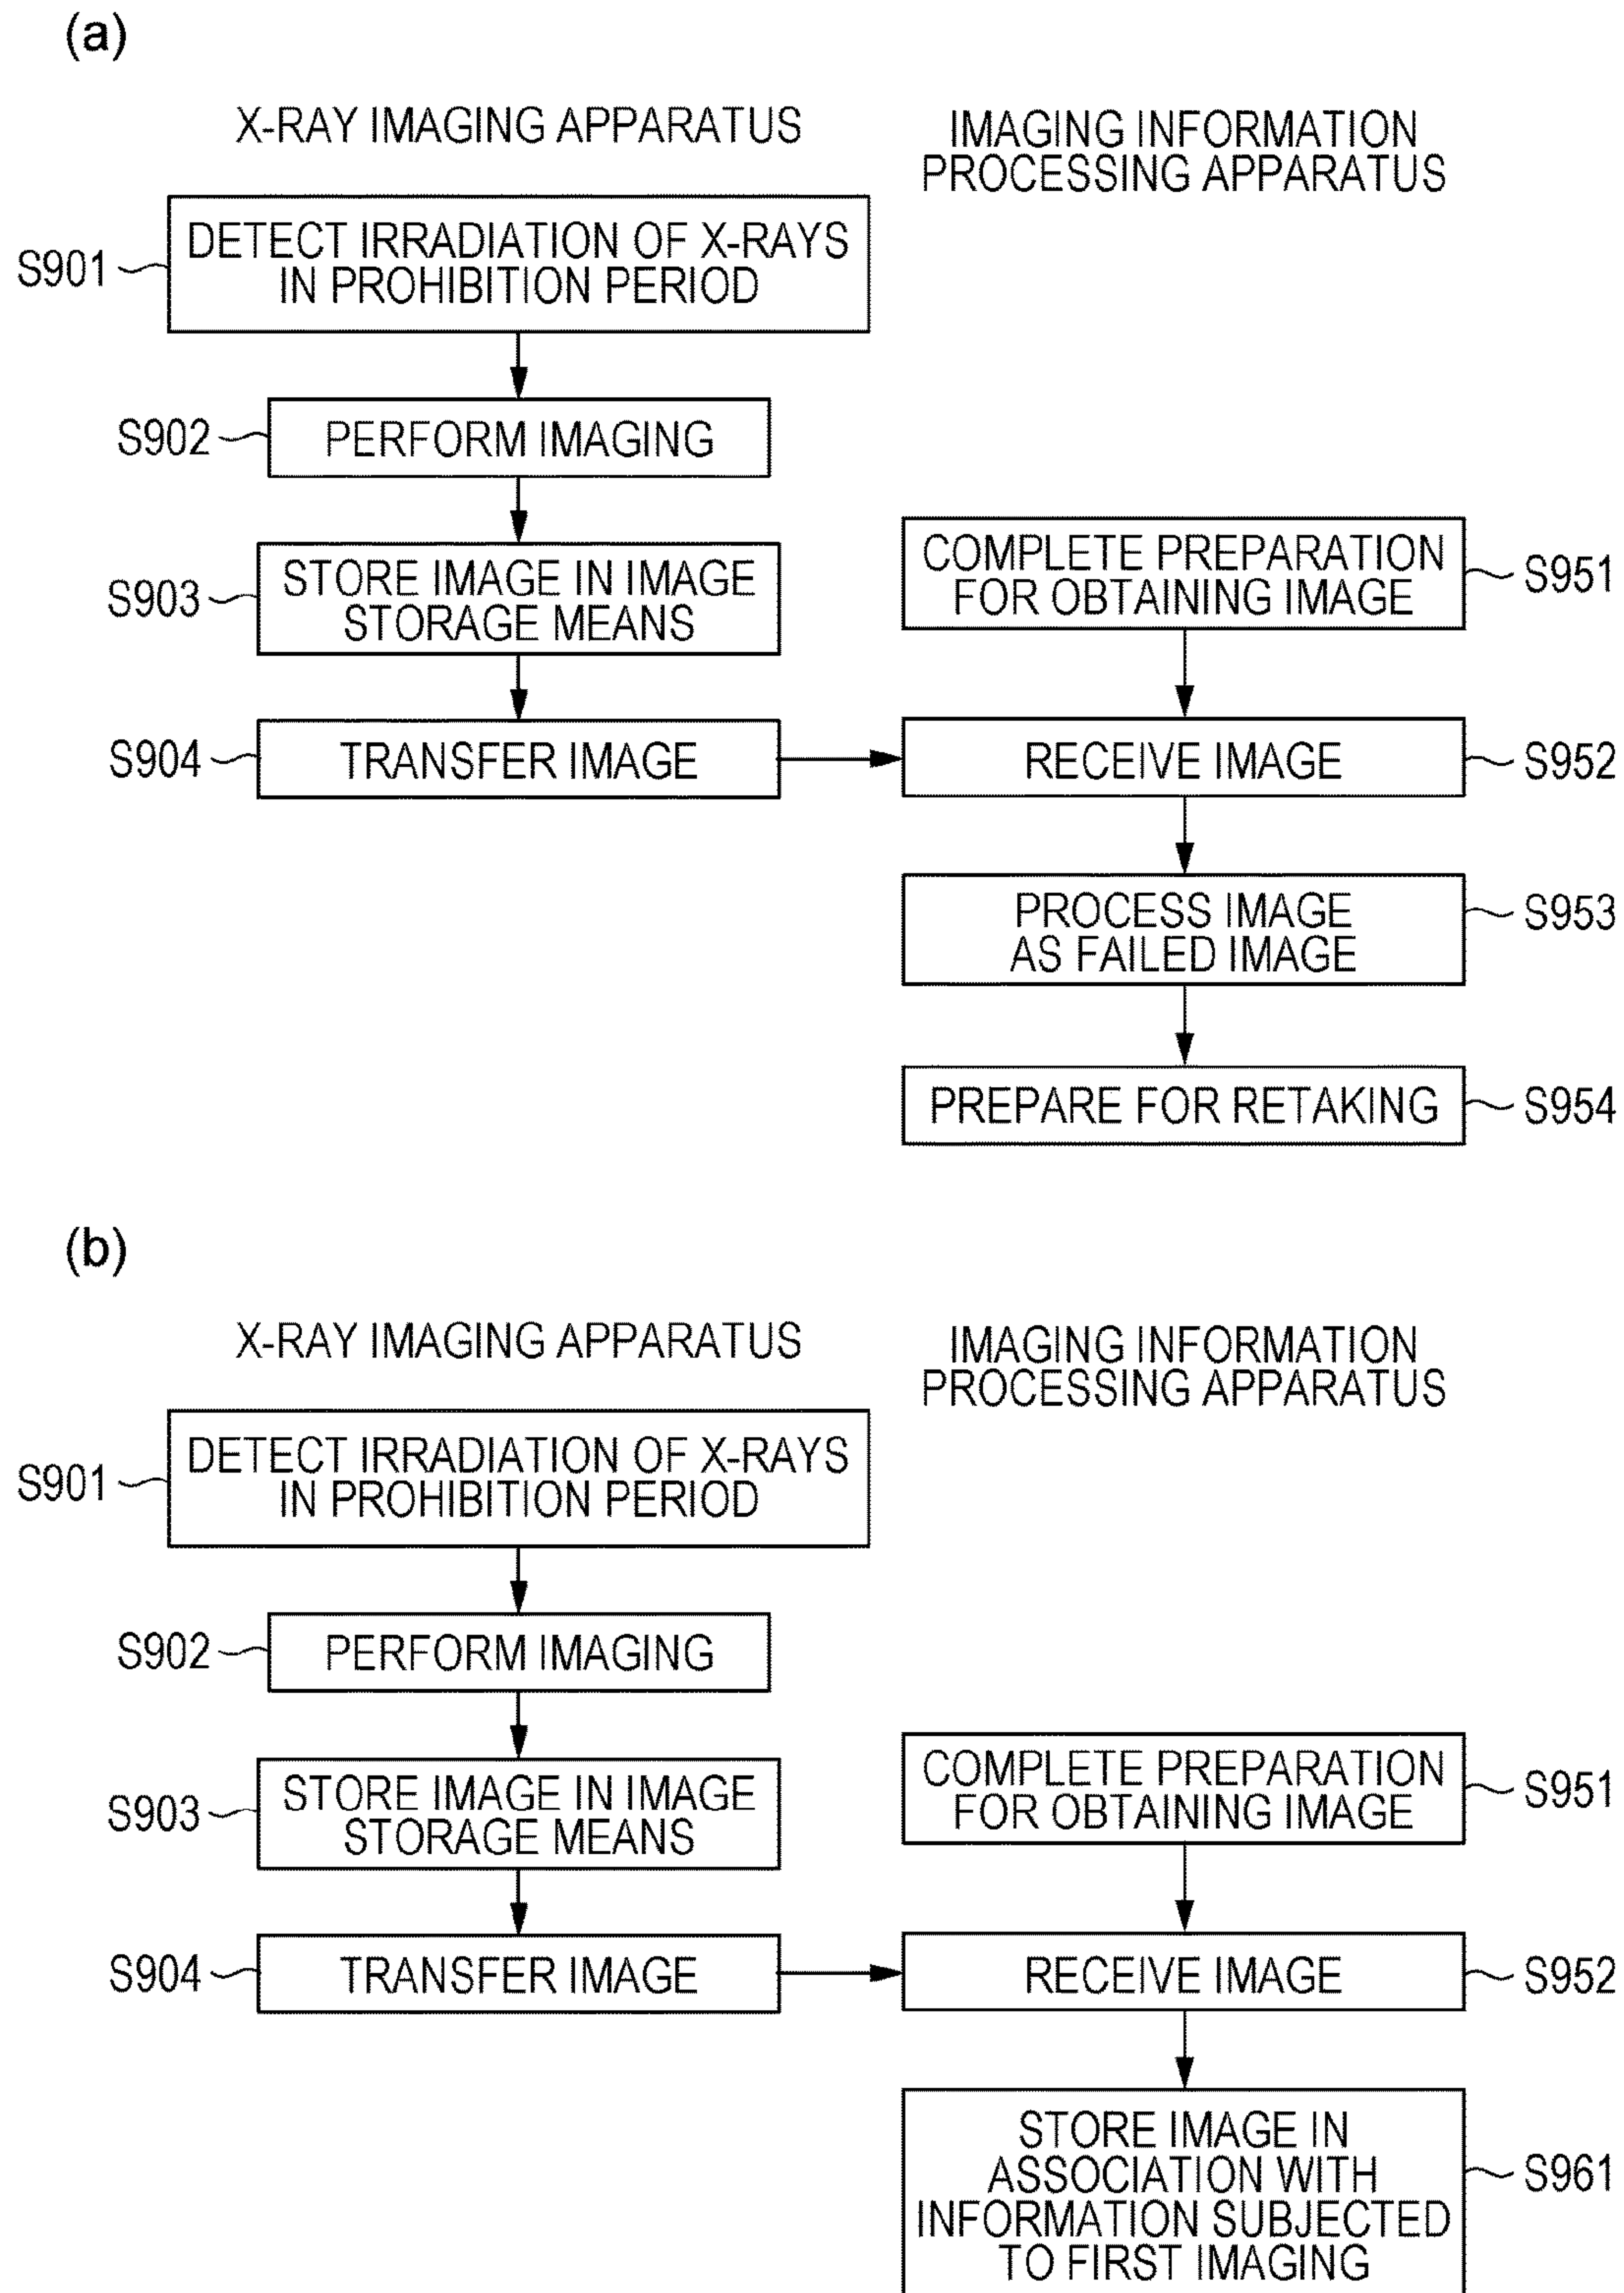 (a)
X-RAY IMAGING APPARATUS
IMAGING INFORMATION
PROCESSING APPARATUS
S901
DETECT IRRADIATION OF X-RAYS
IN PROHIBITION PERIOD
S902
PERFORM IMAGING
S903
STORE IMAGE IN IMAGE
STORAGE MEANS
COMPLETE PREPARATION
FOR OBTAINING IMAGE
S951
S904
TRANSFER IMAGE
RECEIVE IMAGE
S952
PROCESS IMAGE
AS FAILED IMAGE
S953
PREPARE FOR RETAKING
S954
(b)
X-RAY IMAGING APPARATUS
IMAGING INFORMATION
PROCESSING APPARATUS
S901
DETECT IRRADIATION OF X-RAYS
IN PROHIBITION PERIOD
S902
PERFORM IMAGING
S903
STORE IMAGE IN IMAGE
STORAGE MEANS
COMPLETE PREPARATION
FOR OBTAINING IMAGE
S951
S904
TRANSFER IMAGE
RECEIVE IMAGE
S952
STORE IMAGE IN
ASSOCIATION WITH
INFORMATION SUBJECTED
TO FIRST IMAGING
S961